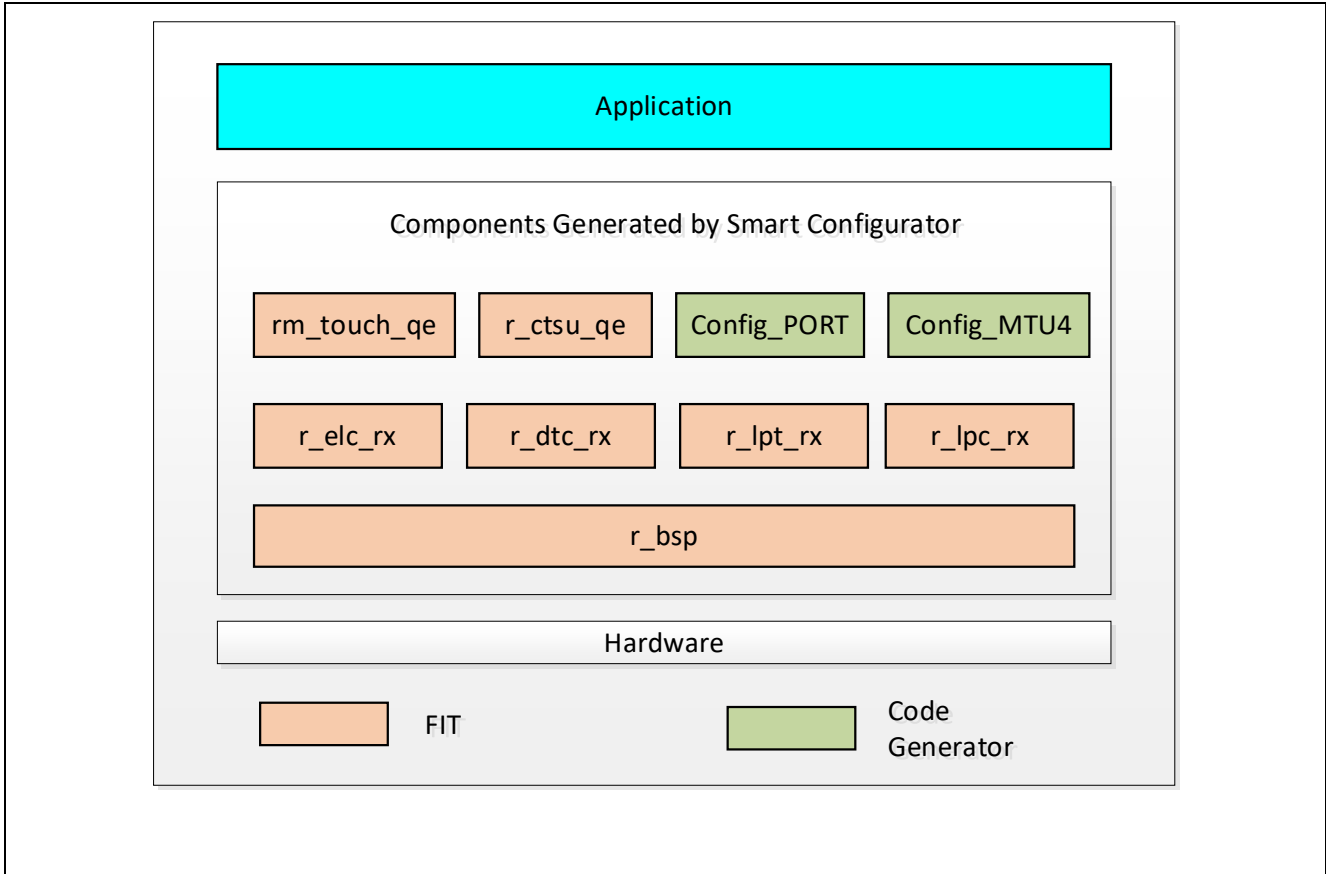 Application
Components Generated by Smart Configurator
rm_touch_qe
r_ctsu_qe
Config_PORT
Config_MTU4
r_elc_rx
r_dtc_rx
r_lpt_rx
r_lpc_rx
r_bsp
Hardware
FIT
Code
Generator